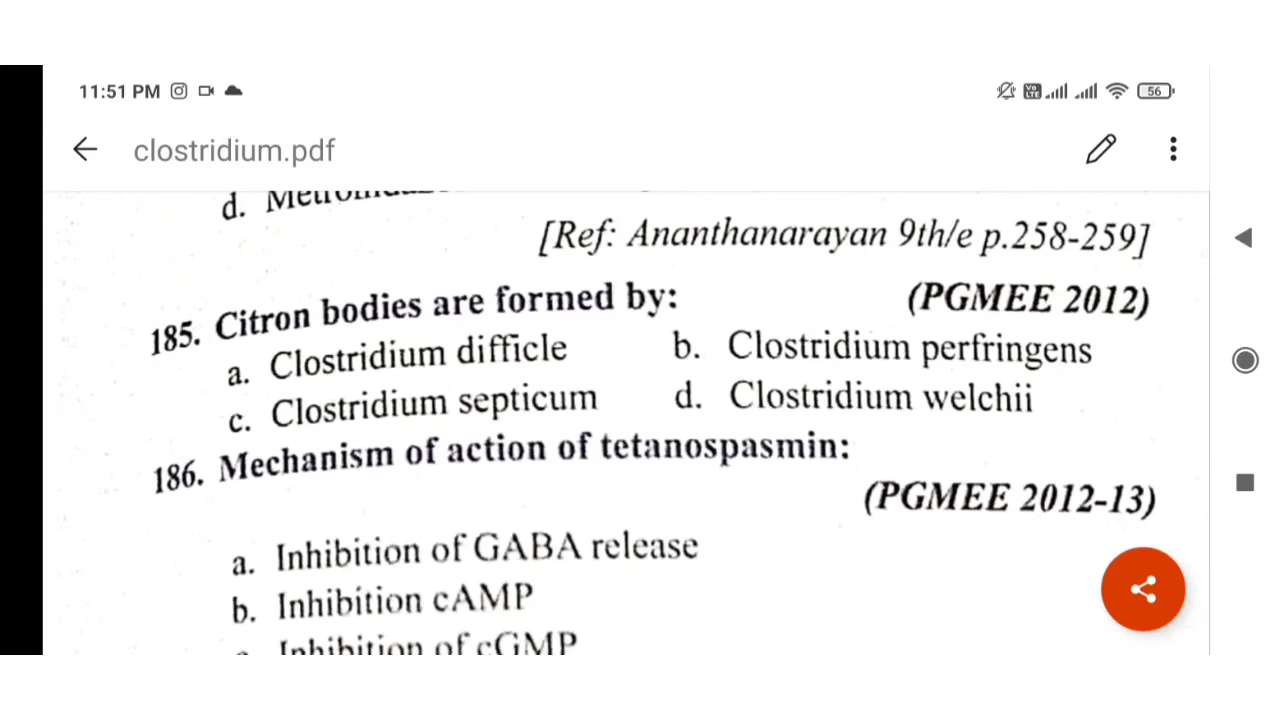 11:51 PM
56
clostridium.pdf
d.
[Ref: Ananthanarayan 9th/e p.258-259]
185. Citron bodies are formed by: (PGMEE 2012)
a. Clostridium difficle b. Clostridium perfringens
c. Clostridium septicum d. Clostridium welchii
186. Mechanism of action of tetanospasmin:
(PGMEE 2012-13)
a. Inhibition of GABA release
b. Inhibition cAMP
Inhibition of cGMP